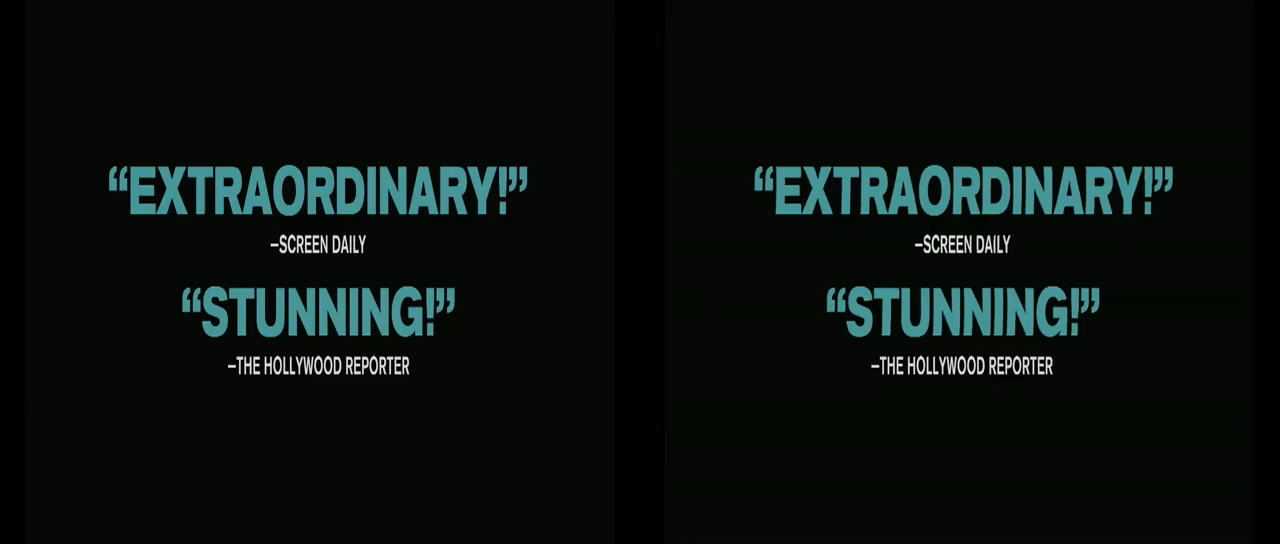 “EXTRAORDINARY!”
–SCREEN DAILY
“STUNNING!”
–THE HOLLYWOOD REPORTER
“EXTRAORDINARY!”
–SCREEN DAILY
“STUNNING!”
–THE HOLLYWOOD REPORTER